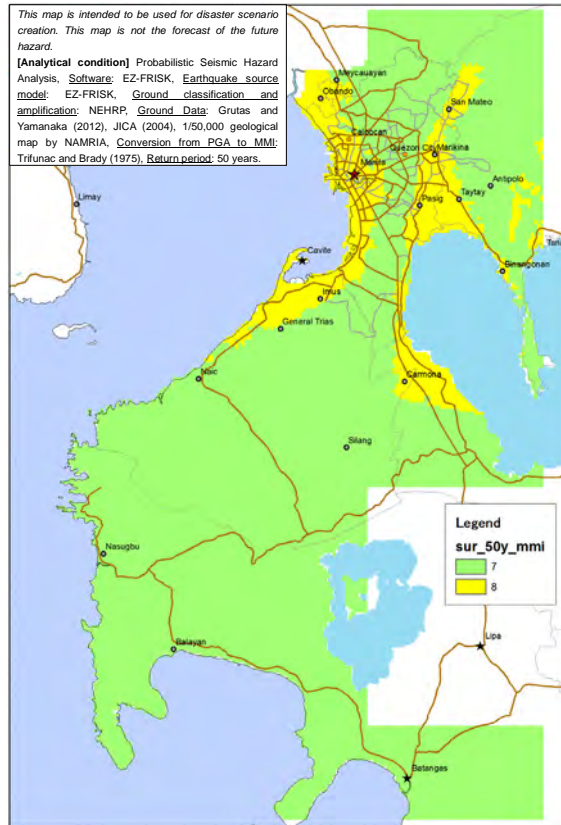 This map is intended to be used for disaster scenario
creation. This map is not the forecast of the future
hazard.
[Analytical condition] Probabilistic Seismic Hazard
Analysis, Software: EZ-FRISK, Earthquake source
model: EZ-FRISK, Ground classification and
amplification: NEHRP, Ground Data: Grutas and
Yamanaka (2012), JICA (2004), 1/50,000 geological
map by NAMRIA, Conversion from PGA to MMI:
Trifunac and Brady (1975), Return period: 50 years.
Meycauayan
Obando
San Mateo
Caloocan
Quezon City
Marikina
Manila
Antipolo
Limay
Pasig
Taytay
Cavite
Binangonan
Imus
General Trias
Naic
Carmona
Silang
Legend
sur_50y_mmi
7
8
Nasugbu
Lipa
Balayan
Batangas